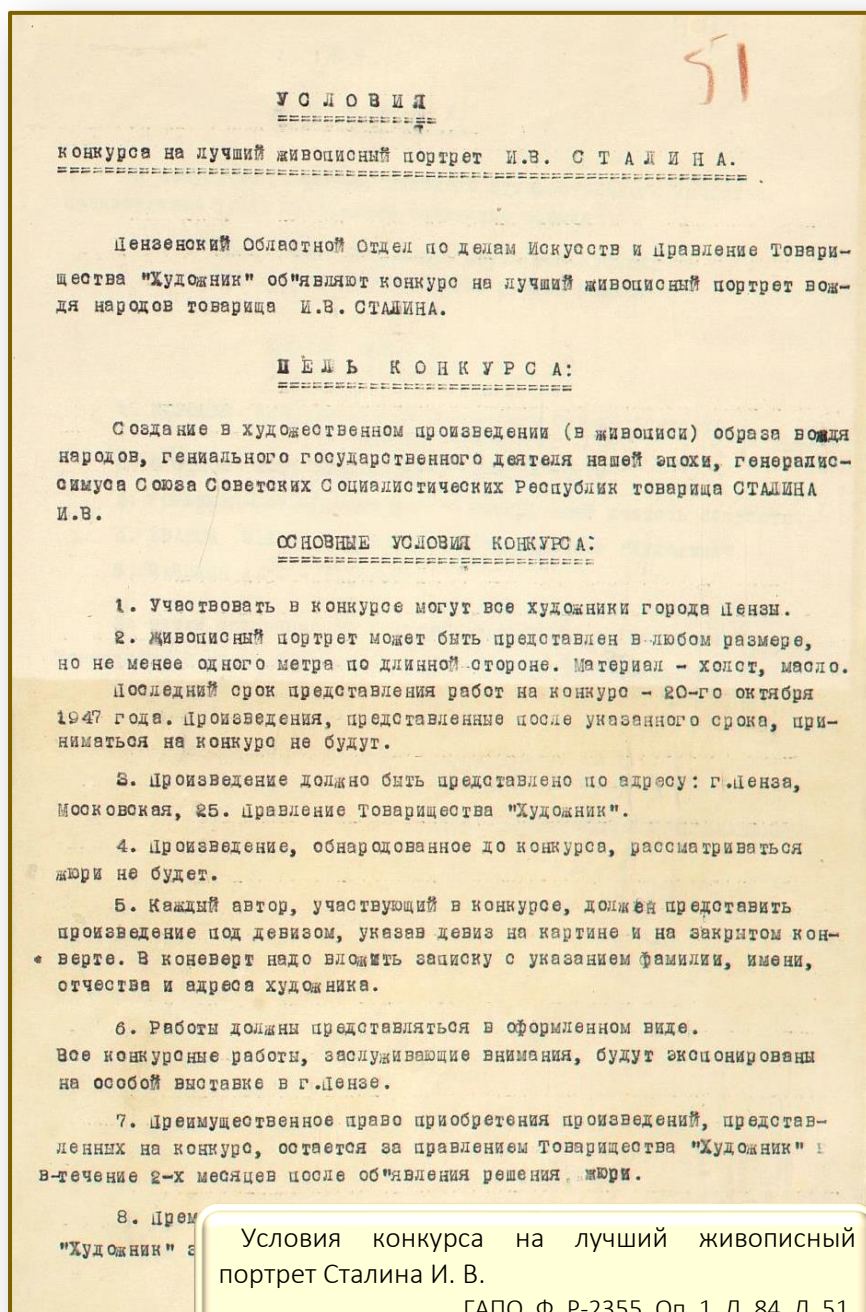 51
УСЛОВИЯ
конкурса на лучший живописный портрет И.В. СТАЛИНА.
Пензенский Областной Отдел по делам Искусств и Правление Товари-
щества "Художник" об"являют конкурс на лучший живописный портрет вож-
дя народов товарища И.В. СТАЛИНА.
ЦЕЛЬ КОНКУРСА:
Создание в художественном произведении (в живописи) образа вождя
народов, гениального государственного деятеля нашей эпохи, генералис-
симуса Союза Советских Социалистических Республик товарища СТАЛИНА
И.В.
ОСНОВНЫЕ УСЛОВИЯ КОНКУРСА:
1. Участвовать в конкурсе могут все художники города Пензы.
2. Живописный портрет может быть представлен в любом размере,
но не менее одного метра по длинной стороне. Материал - холст, масло.
Последний срок представления работ на конкурс - 20-го октября
1947 года. Произведения, представленные после указанного срока, при-
ниматься на конкурс не будут.
3. Произведение должно быть представлено по адресу: г.Пенза,
Московская, 25. Правление Товарищества "Художник".
4. Произведение, обнародованное до конкурса, рассматриваться
жюри не будет.
5. Каждый автор, участвующий в конкурсе, должен представить
произведение под девизом, указав девиз на картине и на закрытом кон-
верте. В коневерт надо вложить записку с указанием фамилии, имени,
отчества и адреса художника.
6. Работы должны представляться в оформленном виде.
Все конкурсные работы, заслуживающие внимания, будут экспонированы
на особой выставке в г.Пензе.
7. Преимущественное право приобретения произведений, представ-
ленных на конкурс, остается за правлением Товарищества "Художник"
в-течение 2-х месяцев после об"явления решения жюри.
8. Прем
"Художник" з
Условия конкурса на лучший живописный
портрет Сталина И. В.
ГАПО. Ф. Р-2355. Оп. 1. Д. 84. Л. 51.